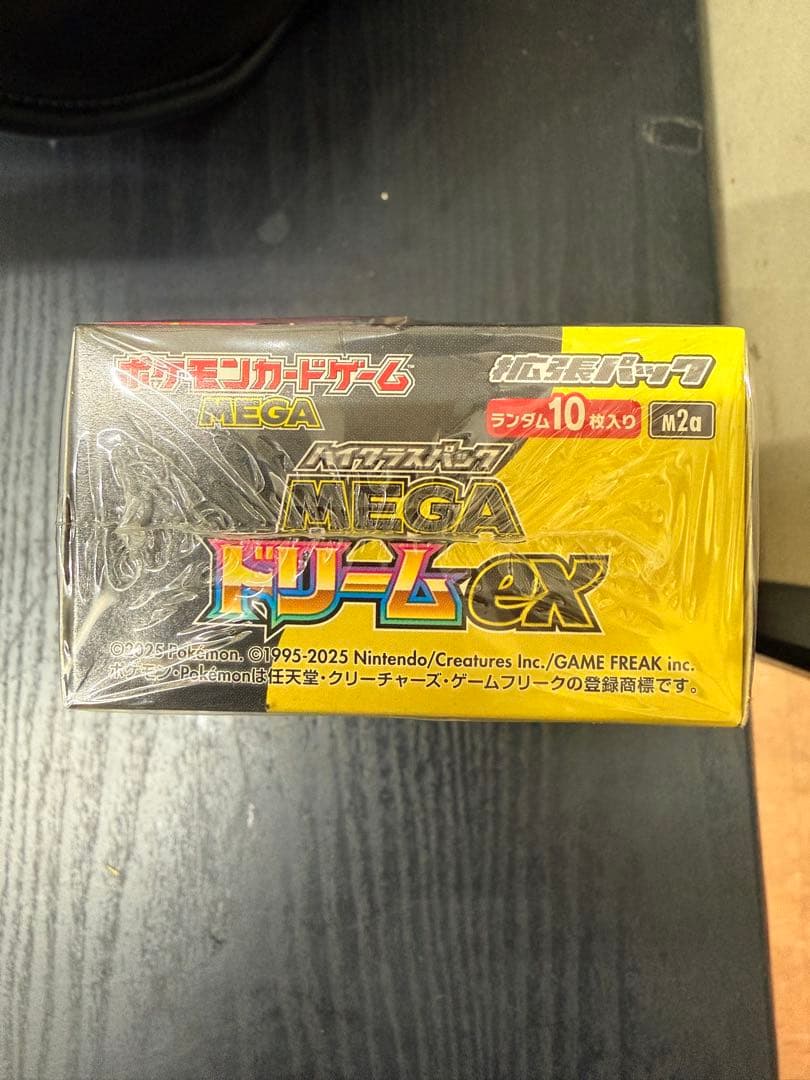 ポケモンカードゲーム™
MEGA
拡張パック
ランダム10枚入り
M2a
ハイクラスパック
MEGA
ドリームex
©2025 Pokémon. ©1995-2025 Nintendo/Creatures Inc./GAME FREAK inc.
ポケモン・Pokémonは任天堂・クリーチャーズ・ゲームフリークの登録商標です。